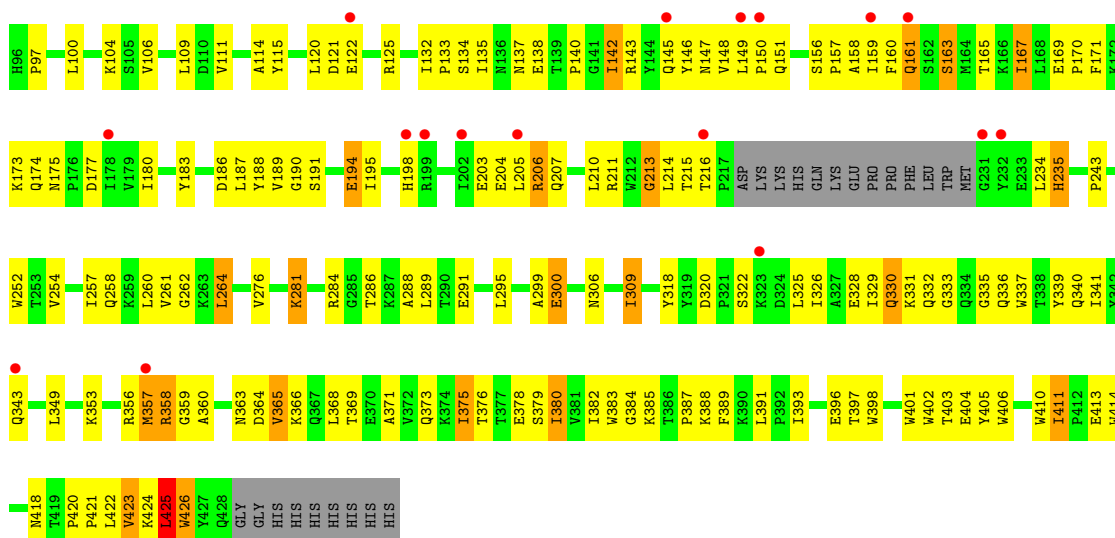 H96 P97 L100 K104 S105 V106 L109 D110 V111 A114 Y115 L120 D121 E122 R125 I132 P133 S134 I135 N136 N137 E138 T139 P140 G141 I142 R143 Y144 Q145 Y146 N147 V148 L149 P150 Q151 S156 P157 A158 I159 F160 Q161 S162 S163 M164 T165 K166 I167 L168 E169 P170 F171 K172
K173 Q174 N175 P176 D177 I178 V179 I180 Y183 D186 L187 Y188 V189 G190 S191 E194 I195 H198 R199 I202 E203 E204 L205 R206 Q207 L210 R211 W212 G213 L214 T215 T216 P217 ASP LYS LYS HIS GLN LYS GLU PRO PRO PHE LEU TRP MET G231 Y232 E233 L234 H235 P243
W252 T253 V254 I257 Q258 K259 L260 V261 G262 K263 L264 V276 K281 R284 G285 T286 K287 A288 L289 T290 E291 L295 A299 E300 N306 I309 Y318 Y319 D320 P321 S322 K323 D324 L325 I326 A327 E328 I329 Q330 K331 Q332 G333 Q334 G335 Q336 W337 T338 Y339 Q340 I341 Y342
Q343 L349 K353 R356 M357 R358 G359 A360 N363 D364 V365 K366 Q367 L368 T369 E370 A371 V372 Q373 K374 I375 T376 T377 E378 S379 I380 V381 I382 W383 G384 K385 T386 P387 K388 F389 K390 L391 P392 I393 E396 T397 W398 W401 W402 T403 E404 Y405 W406 W410 I411 P412 E413 W414
N418 T419 P420 P421 L422 V423 K424 L425 W426 Y427 Q428 GLY GLY HIS HIS HIS HIS HIS HIS HIS HIS